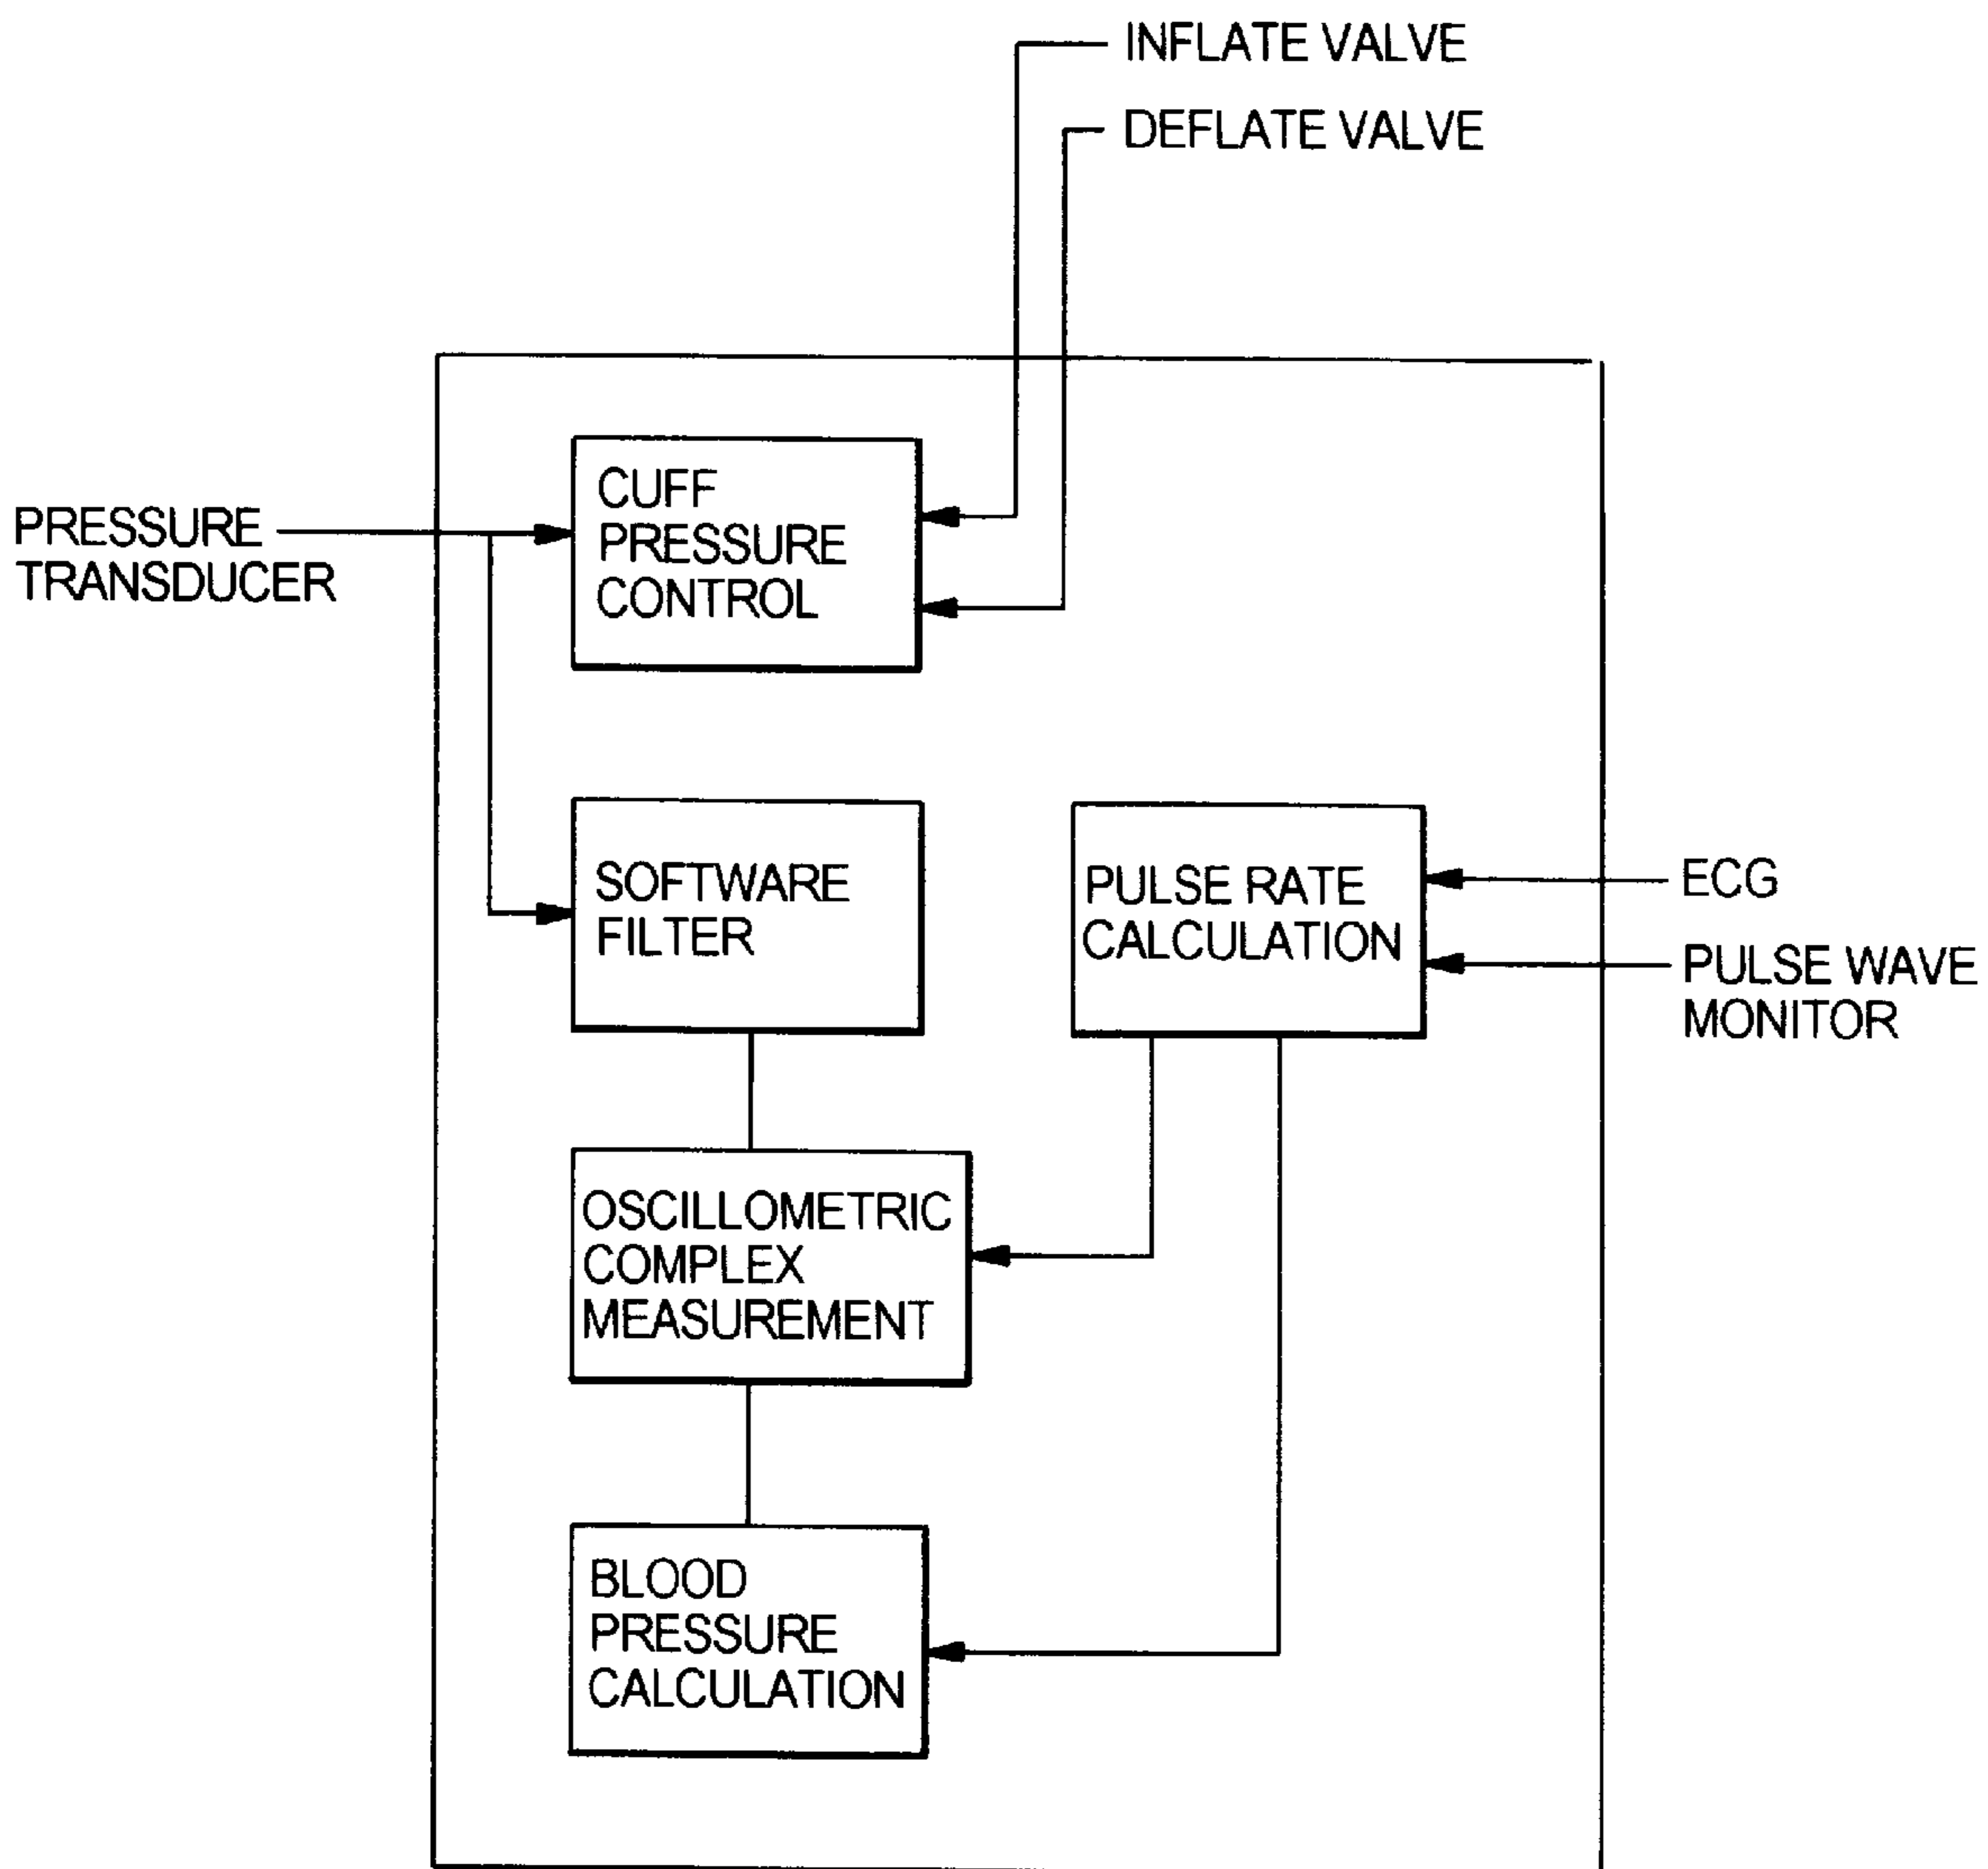 INFLATE VALVE
DEFLATE VALVE
CUFF
PRESSURE
CONTROL
PRESSURE
TRANSDUCER
SOFTWARE
FILTER
PULSE RATE
CALCULATION
ECG
PULSE WAVE
MONITOR
OSCILLOMETRIC
COMPLEX
MEASUREMENT
BLOOD
PRESSURE
CALCULATION